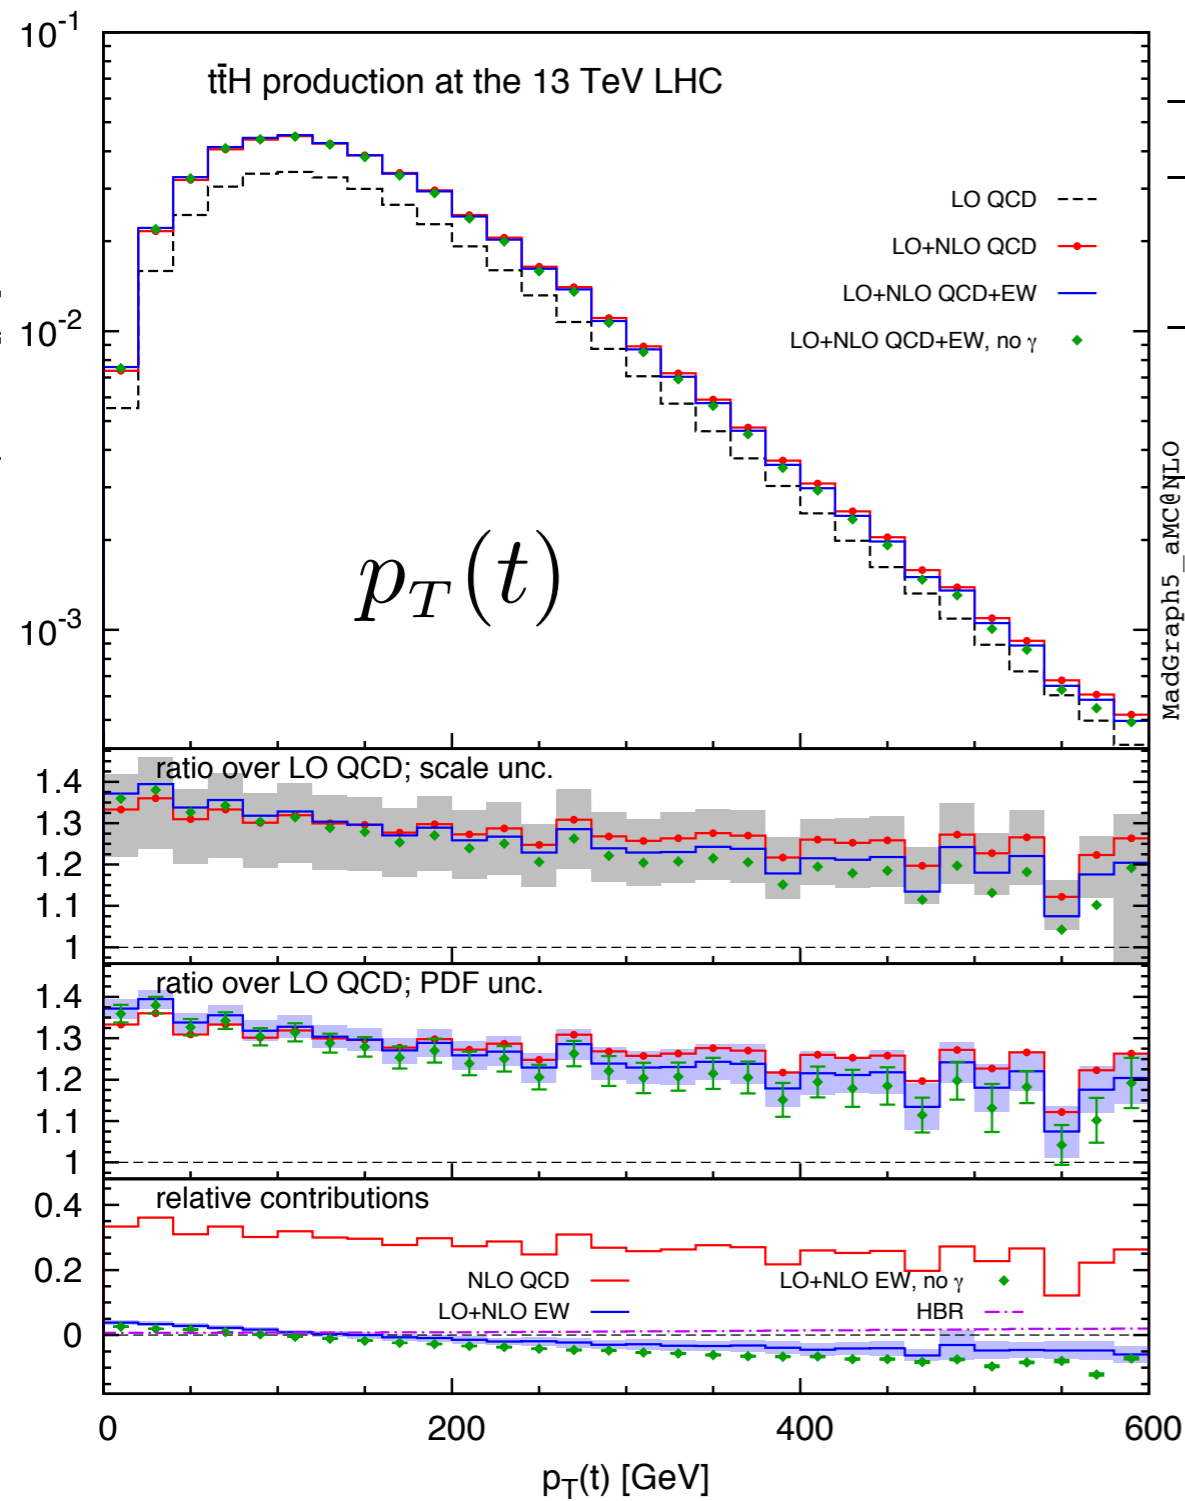 10^-1
tt̄H production at the 13 TeV LHC
LO QCD
LO+NLO QCD
LO+NLO QCD+EW
LO+NLO QCD+EW, no γ
10^-2
p_T(t)
10^-3
MadGraph5_aMC@NLO
ratio over LO QCD; scale unc.
1.4
1.3
1.2
1.1
1
ratio over LO QCD; PDF unc.
1.4
1.3
1.2
1.1
1
relative contributions
0.4
0.2
NLO QCD
LO+NLO EW, no γ
LO+NLO EW
HBR
0
0 200 400 600
p_T(t) [GeV]